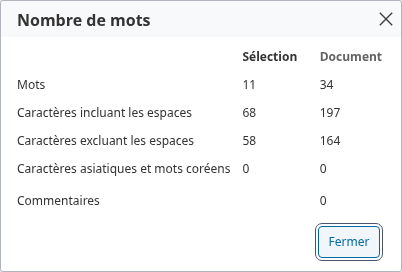 Nombre de mots
Sélection Document
Mots 11 34
Caractères incluant les espaces 68 197
Caractères excluant les espaces 58 164
Caractères asiatiques et mots coréens 0 0
Commentaires 0
Fermer